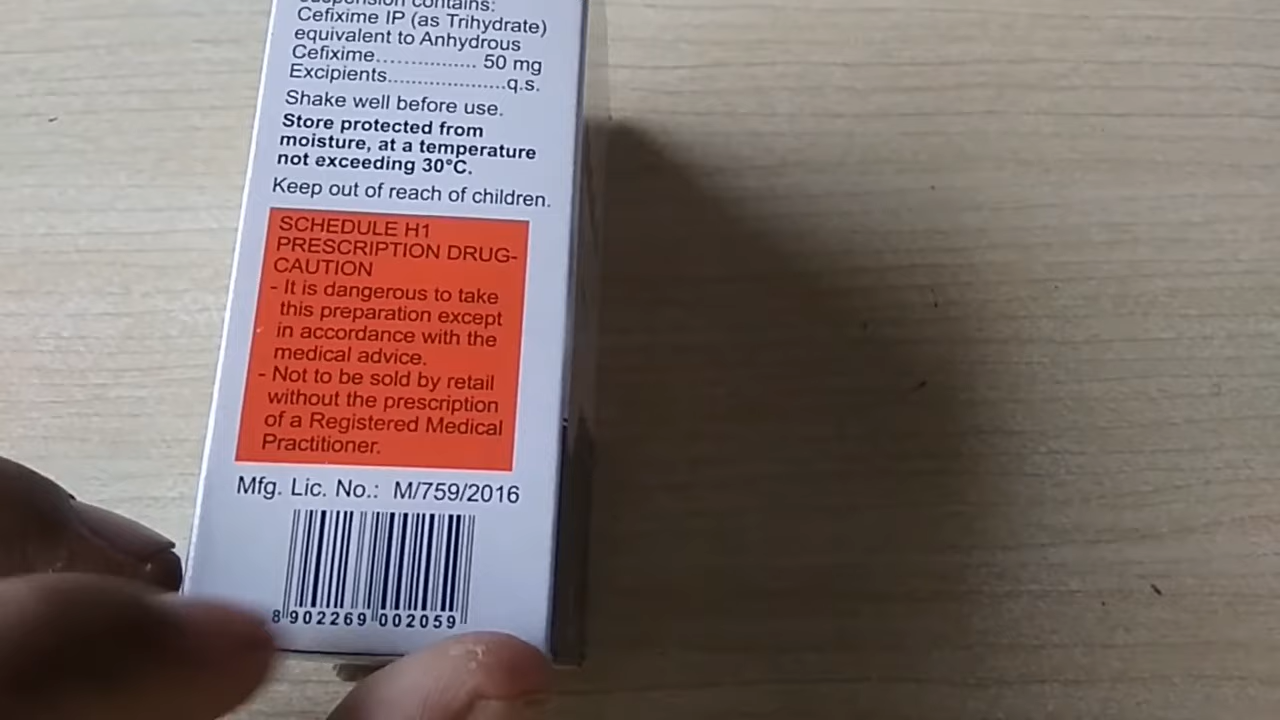 suspension contains:
Cefixime IP (as Trihydrate)
equivalent to Anhydrous
Cefixime................ 50 mg
Excipients....................q.s.
Shake well before use.
Store protected from
moisture, at a temperature
not exceeding 30°C.
Keep out of reach of children.
SCHEDULE H1
PRESCRIPTION DRUG-
CAUTION
- It is dangerous to take
this preparation except
in accordance with the
medical advice.
- Not to be sold by retail
without the prescription
of a Registered Medical
Practitioner.
Mfg. Lic. No.: M/759/2016
8 902269 002059